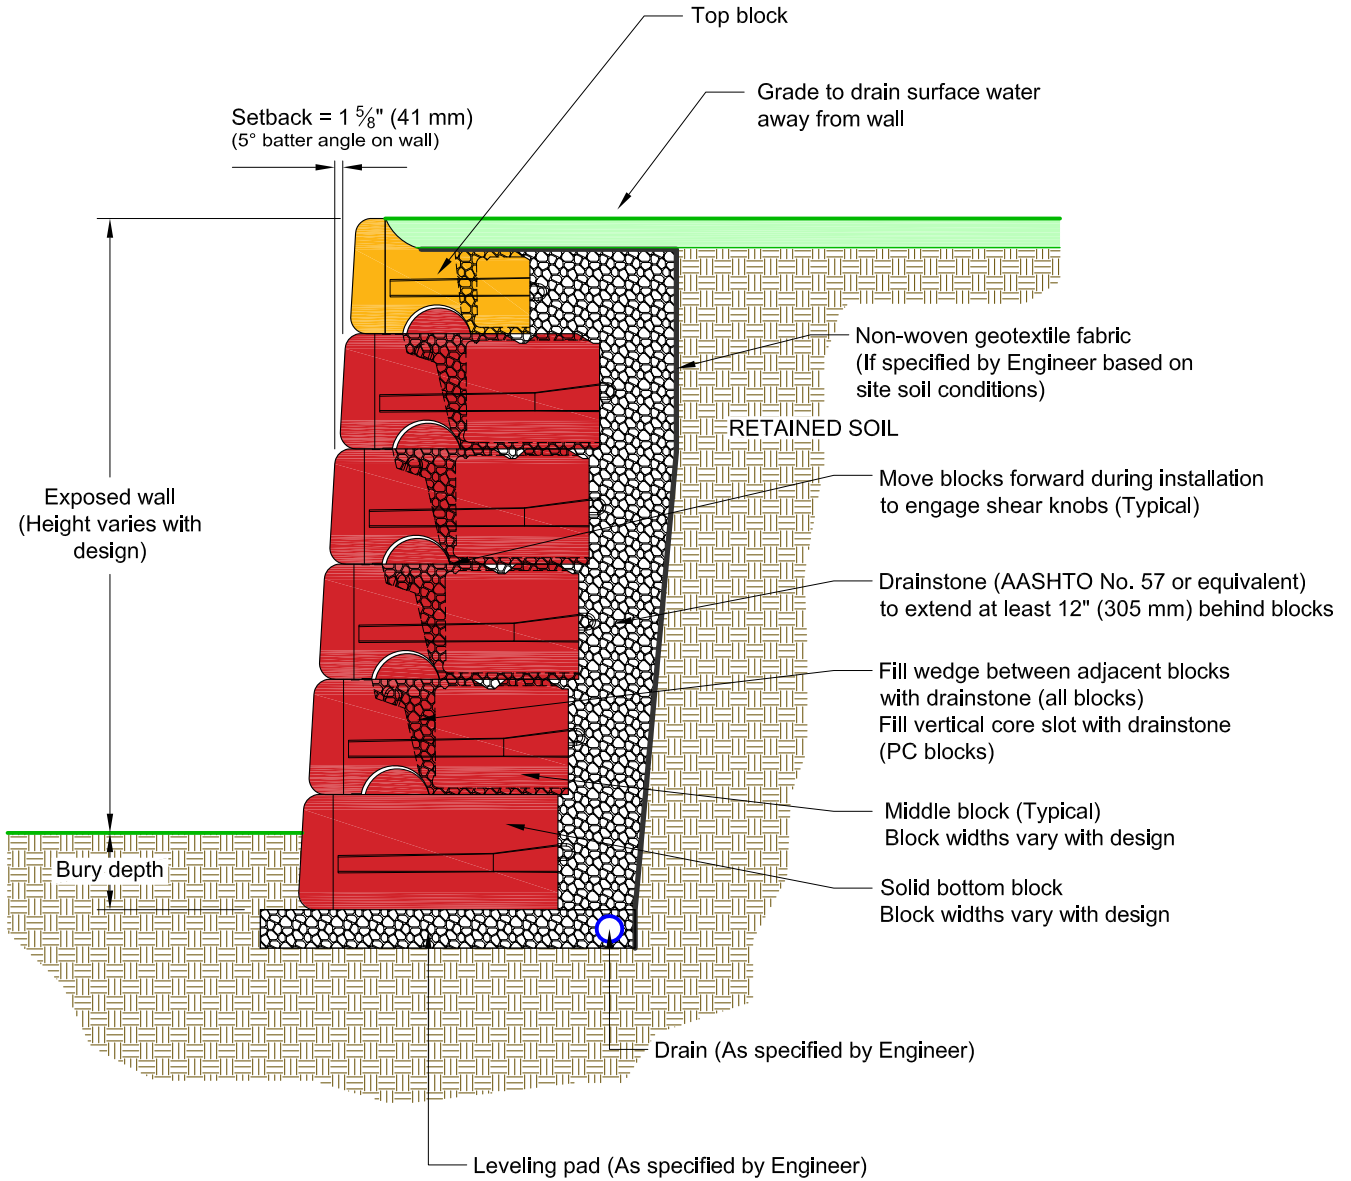 Top block
Grade to drain surface water
away from wall
Setback = 1 ⅝" (41 mm)
(5° batter angle on wall)
Non-woven geotextile fabric
(If specified by Engineer based on
site soil conditions)
RETAINED SOIL
Move blocks forward during installation
to engage shear knobs (Typical)
Exposed wall
(Height varies with
design)
Drainstone (AASHTO No. 57 or equivalent)
to extend at least 12" (305 mm) behind blocks
Fill wedge between adjacent blocks
with drainstone (all blocks)
Fill vertical core slot with drainstone
(PC blocks)
Middle block (Typical)
Block widths vary with design
Bury depth
Solid bottom block
Block widths vary with design
Drain (As specified by Engineer)
Leveling pad (As specified by Engineer)